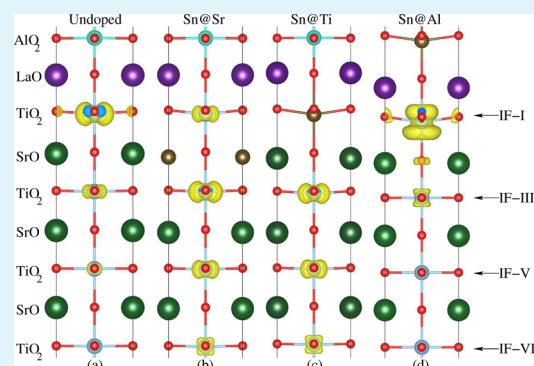 Undoped Sn@Sr Sn@Ti Sn@Al
AlO2
LaO
TiO2 IF-I
SrO
TiO2 IF-III
SrO
TiO2 IF-V
SrO
TiO2 IF-VI
(a) (b) (c) (d)